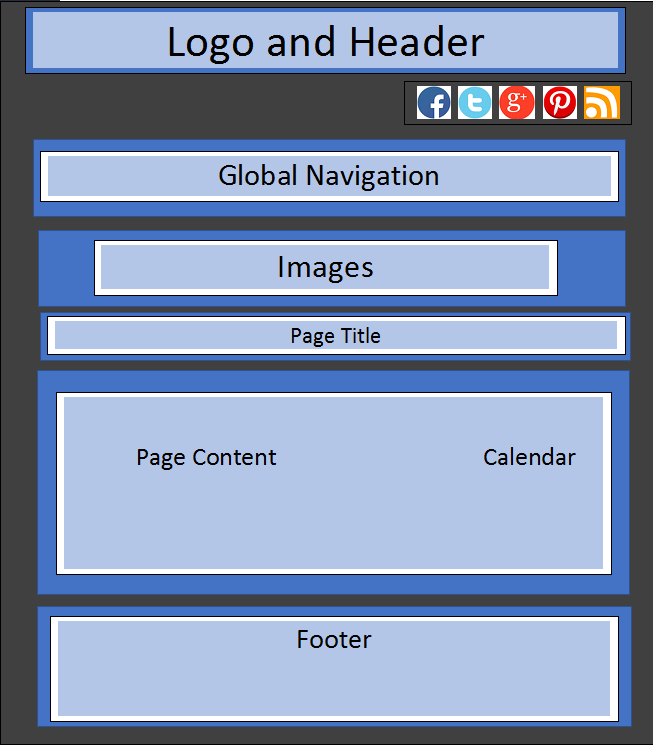 Logo and Header
f t g+ P
Global Navigation
Images
Page Title
Page Content Calendar
Footer